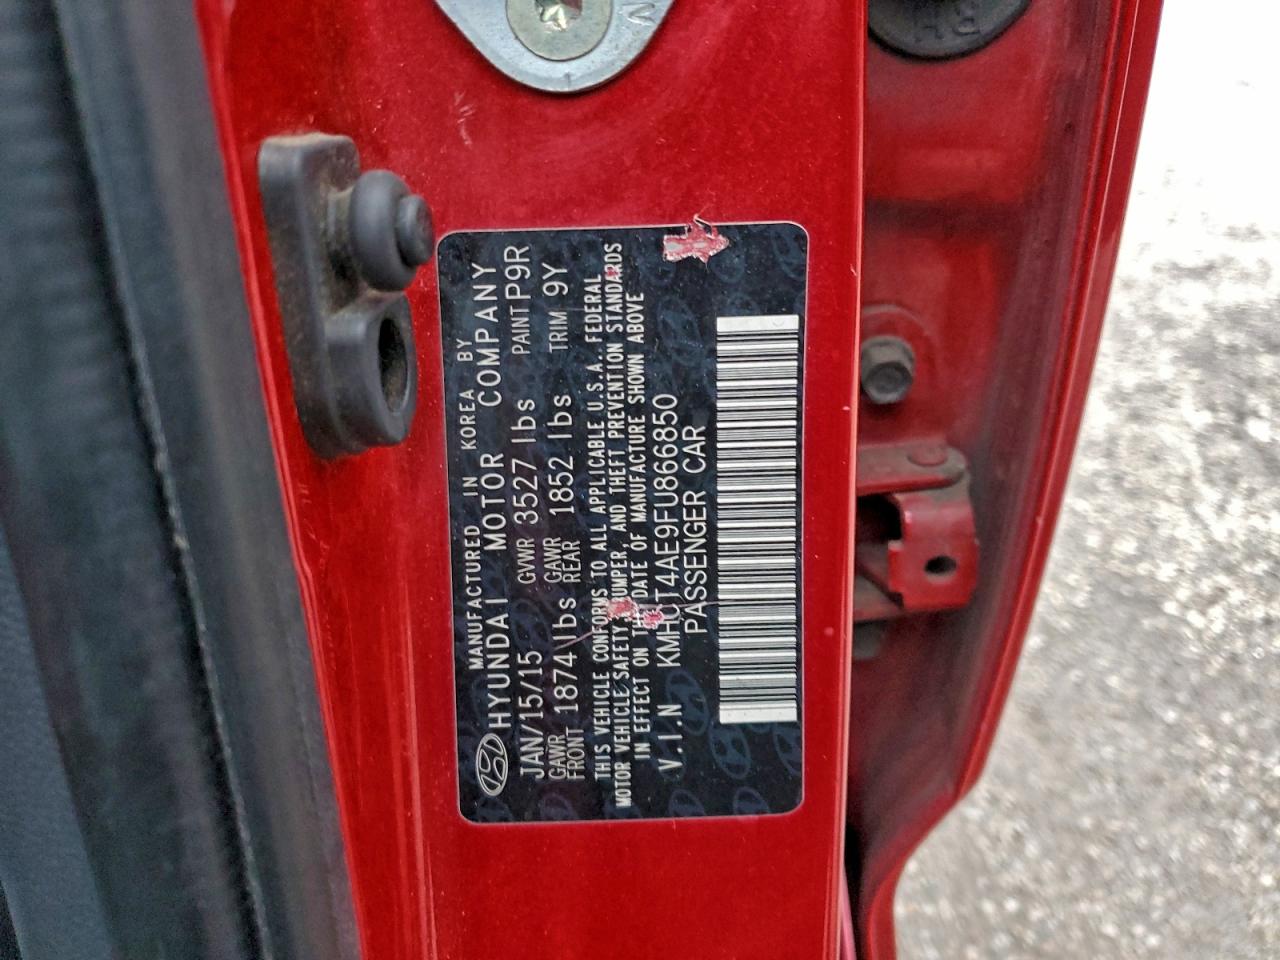 MANUFACTURED IN KOREA BY
HYUNDAI MOTOR COMPANY
JAN/15/15 GVWR 3527 lbs PAINT P9R
GAWR FRONT 1874 lbs GAWR REAR 1852 lbs TRIM 9Y
THIS VEHICLE CONFORMS TO ALL APPLICABLE U.S.A. FEDERAL
MOTOR VEHICLE SAFETY, BUMPER, AND THEFT PREVENTION STANDARDS
IN EFFECT ON THE DATE OF MANUFACTURE SHOWN ABOVE
V.I.N KMHCT4AE9FU866850
PASSENGER CAR
RH